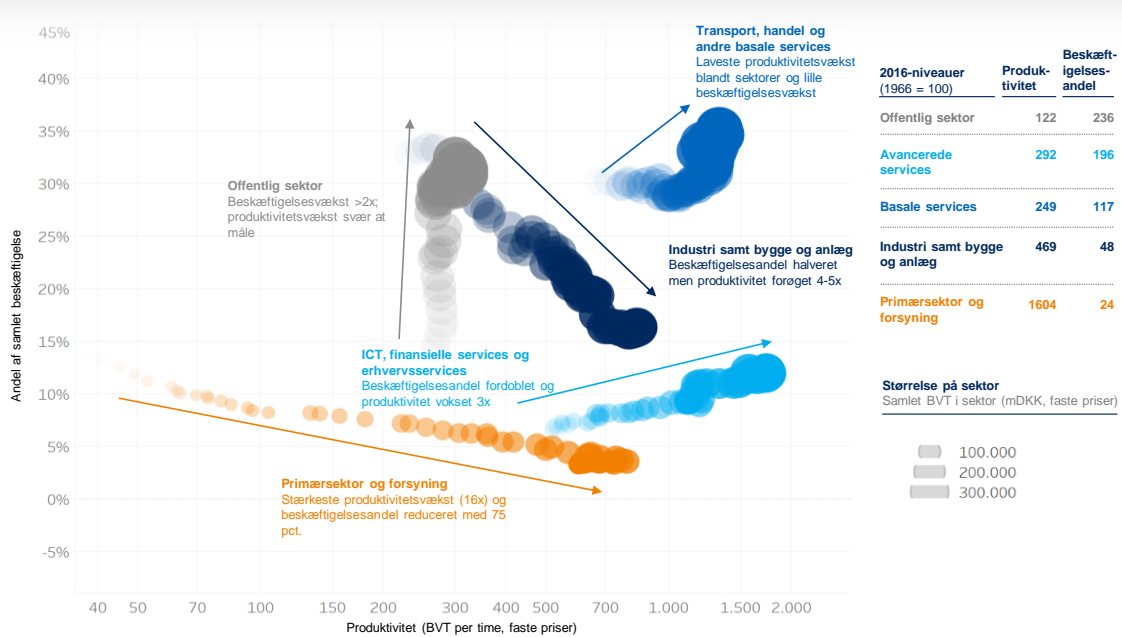 45%
40%
35%
30%
25%
20%
15%
10%
5%
0%
-5%
Andel af samlet beskæftigelse
40
50
70
100
150
200
300
400
500
700
1.000
1.500
2.000
Produktivitet (BVT per time, faste priser)
Offentlig sektor
Beskæftigelsesvækst >2x;
produktivitetsvækst svær at
måle
Transport, handel og
andre basale services
Laveste produktivitetsvækst
blandt sektorer og lille
beskæftigelsesvækst
Industri samt bygge og anlæg
Beskæftigelsesandel halveret
men produktivitet forøget 4-5x
ICT, finansielle services og
erhvervsservices
Beskæftigelsesandel fordoblet og
produktivitet vokset 3x
Primærsektor og forsyning
Stærkeste produktivitetsvækst (16x) og
beskæftigelsesandel reduceret med 75
pct.
2016-niveauer
(1966 = 100)
Produk-
tivitet
Beskæft-
igelses-
andel
Offentlig sektor 122 236
Avancerede
services 292 196
Basale services 249 117
Industri samt bygge
og anlæg 469 48
Primærsektor og
forsyning 1604 24
Størrelse på sektor
Samlet BVT i sektor (mDKK, faste priser)
100.000
200.000
300.000